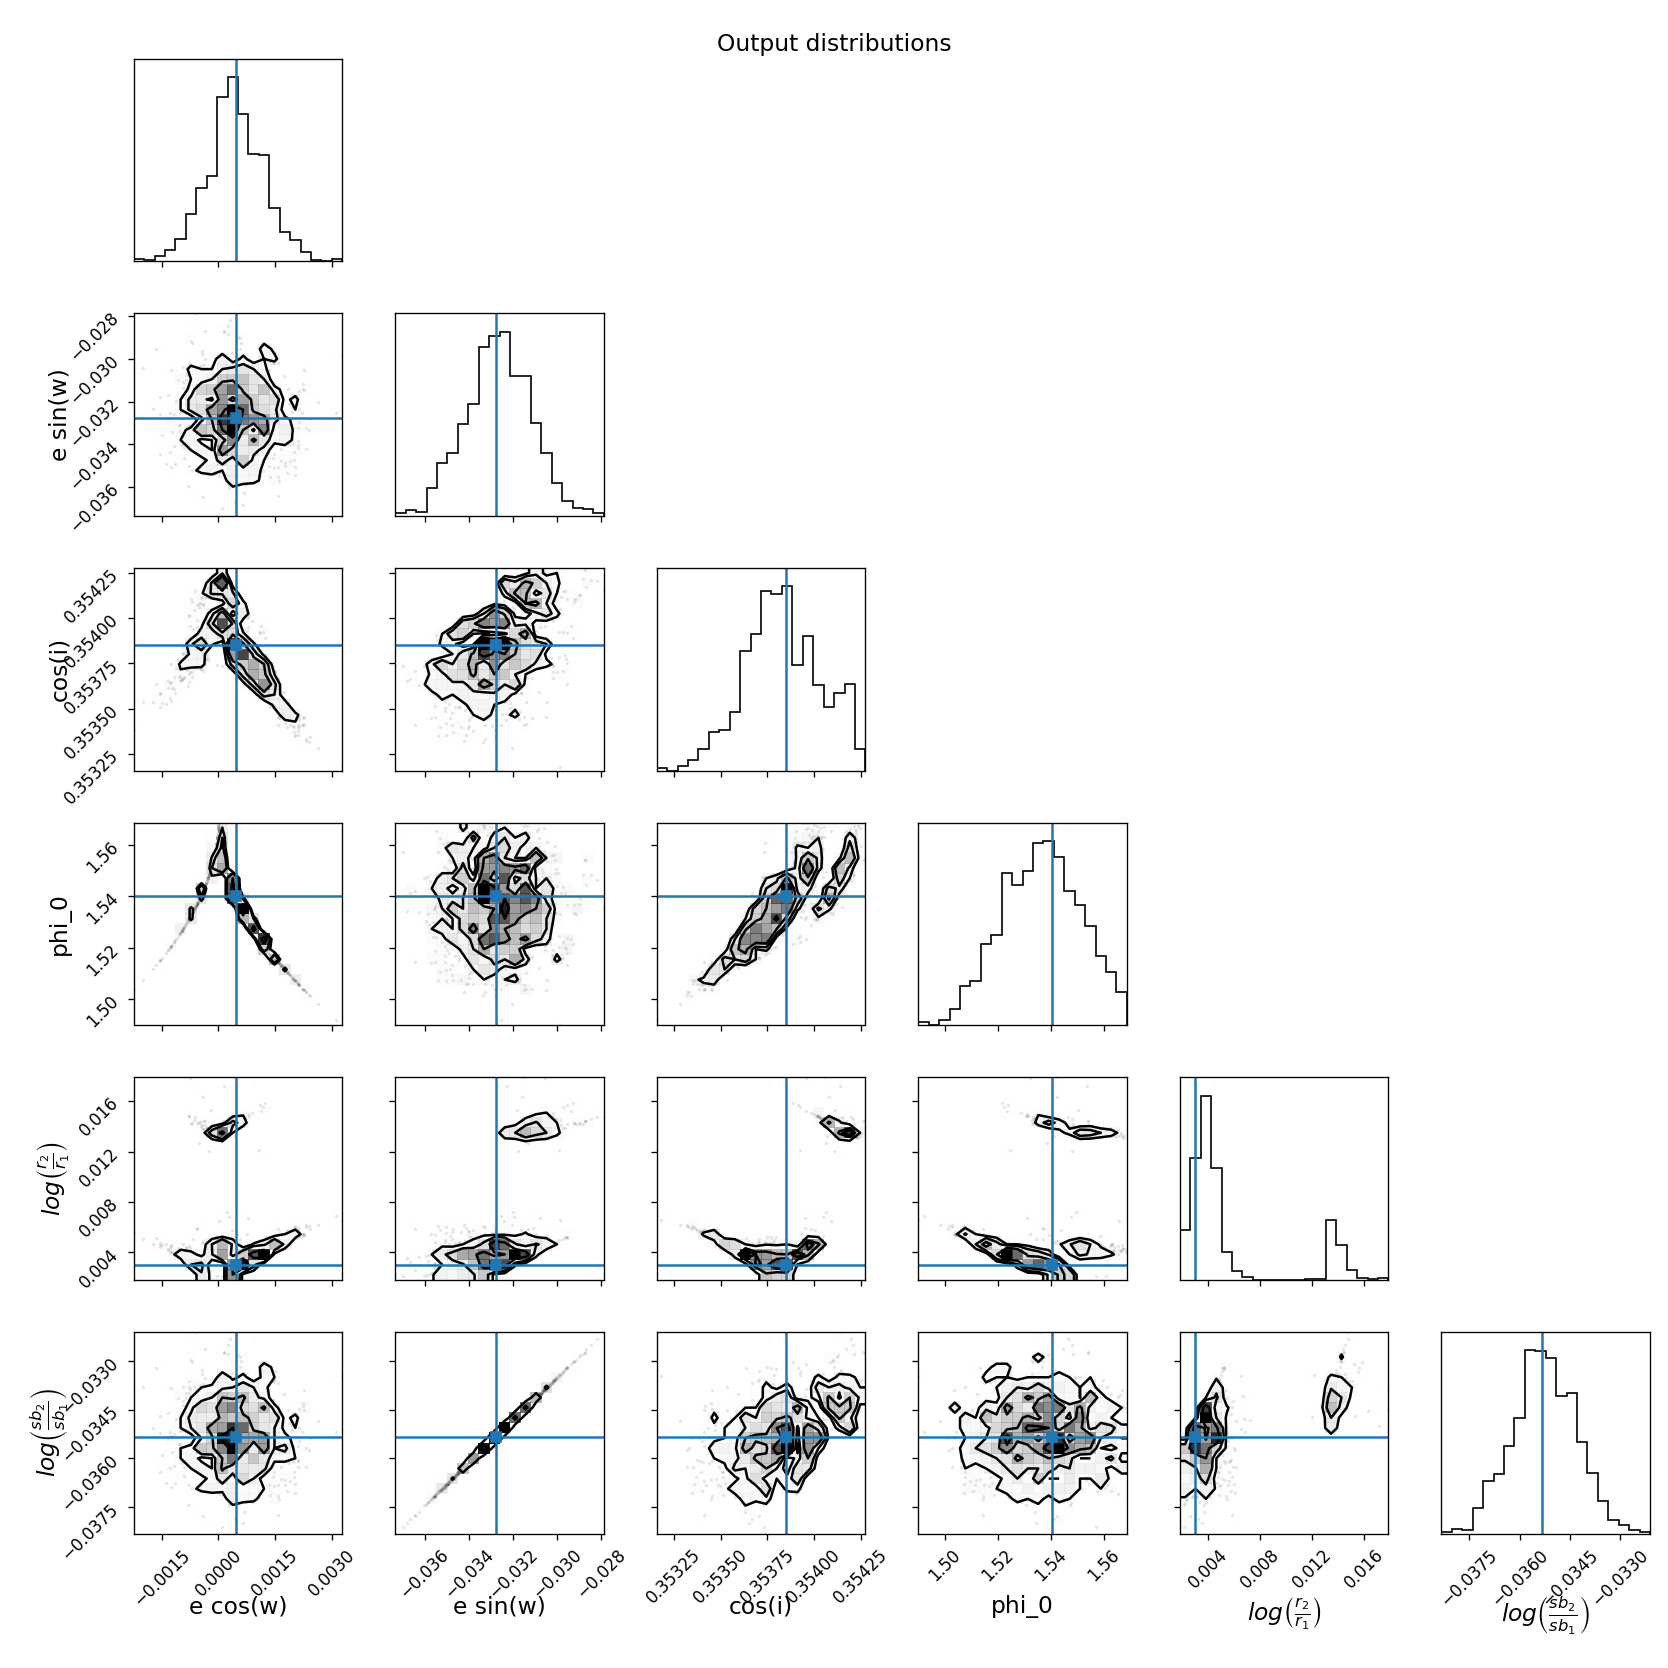 Output distributions
e sin(w)
−0.028
−0.030
−0.032
−0.034
−0.036
cos(i)
0.35425
0.35400
0.35375
0.35350
0.35325
phi_0
1.56
1.54
1.52
1.50
log(r₂/r₁)
0.016
0.012
0.008
0.004
log(sb₂/sb₁)
−0.0330
−0.0345
−0.0360
−0.0375
−0.0015 0.0000 0.0015 0.0030 −0.036 −0.034 −0.032 −0.030 −0.028 0.35325 0.35350 0.35375 0.35400 0.35425 1.50 1.52 1.54 1.56 0.004 0.008 0.012 0.016 −0.0375 −0.0360 −0.0345 −0.0330
e cos(w) e sin(w) cos(i) phi_0 log(r₂/r₁) log(sb₂/sb₁)